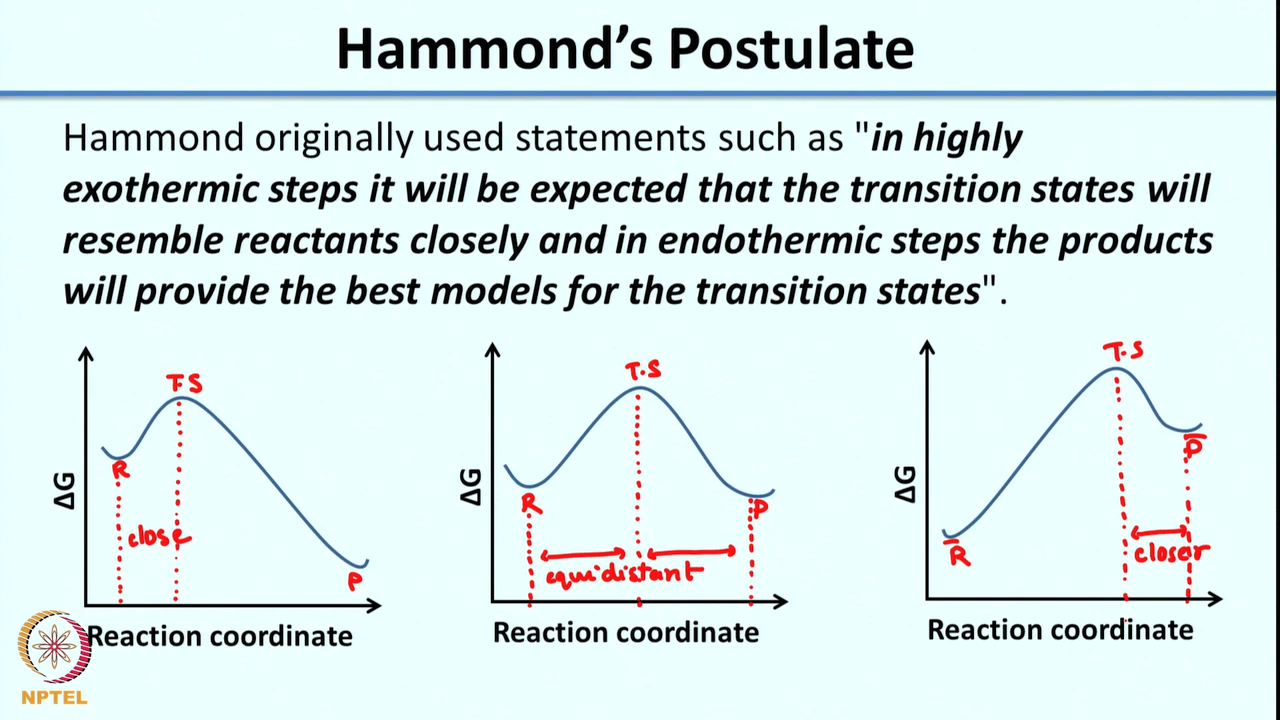 Hammond’s Postulate
Hammond originally used statements such as "in highly
exothermic steps it will be expected that the transition states will
resemble reactants closely and in endothermic steps the products
will provide the best models for the transition states".
ΔG
T.S
R
close
P
Reaction coordinate
ΔG
T.S
R
P
equidistant
Reaction coordinate
ΔG
T.S
R
P
closer
Reaction coordinate
NPTEL